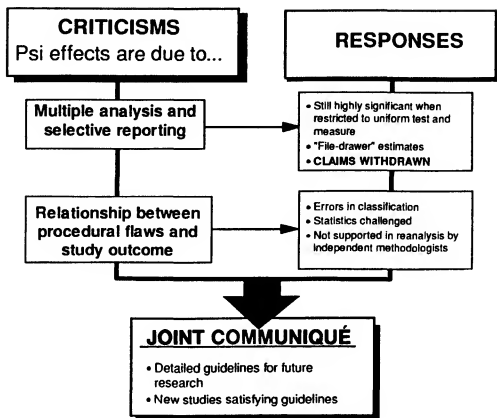 CRITICISMS
Psi effects are due to...
RESPONSES
Multiple analysis and
selective reporting
• Still highly significant when
restricted to uniform test and
measure
• "File-drawer" estimates
• CLAIMS WITHDRAWN
Relationship between
procedural flaws and
study outcome
• Errors in classification
• Statistics challenged
• Not supported in reanalysis by
independent methodologists
JOINT COMMUNIQUÉ
• Detailed guidelines for future
research
• New studies satisfying guidelines